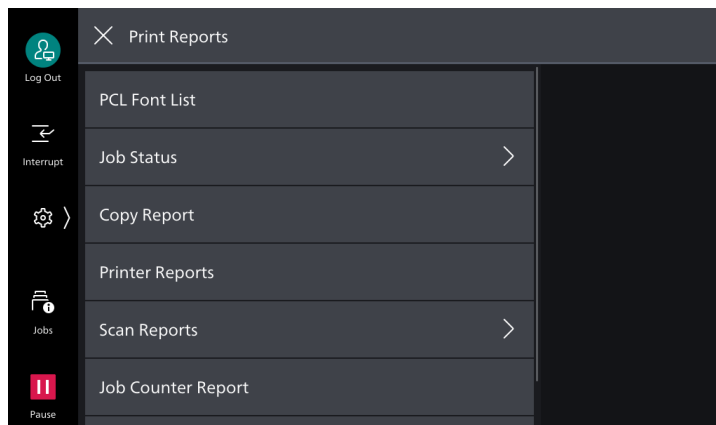 Print Reports
Log Out
PCL Font List
Interrupt
Job Status
Copy Report
Printer Reports
Jobs
Scan Reports
Job Counter Report
Pause